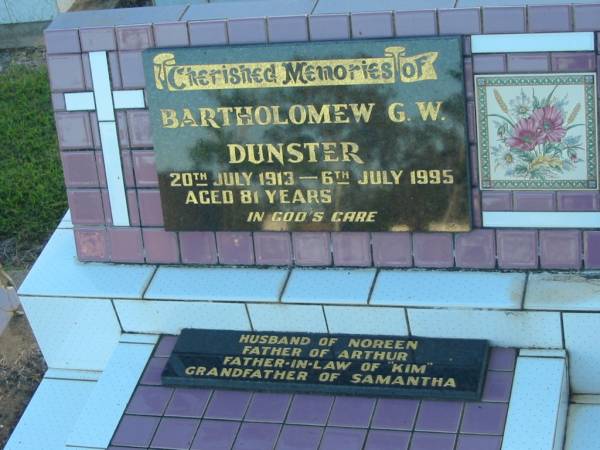 Cherished Memories of
BARTHOLOMEW G. W.
DUNSTER
20TH JULY 1913 — 6TH JULY 1995
AGED 81 YEARS
IN GOD'S CARE
HUSBAND OF NOREEN
FATHER OF ARTHUR
FATHER-IN-LAW OF "KIM"
GRANDFATHER OF SAMANTHA